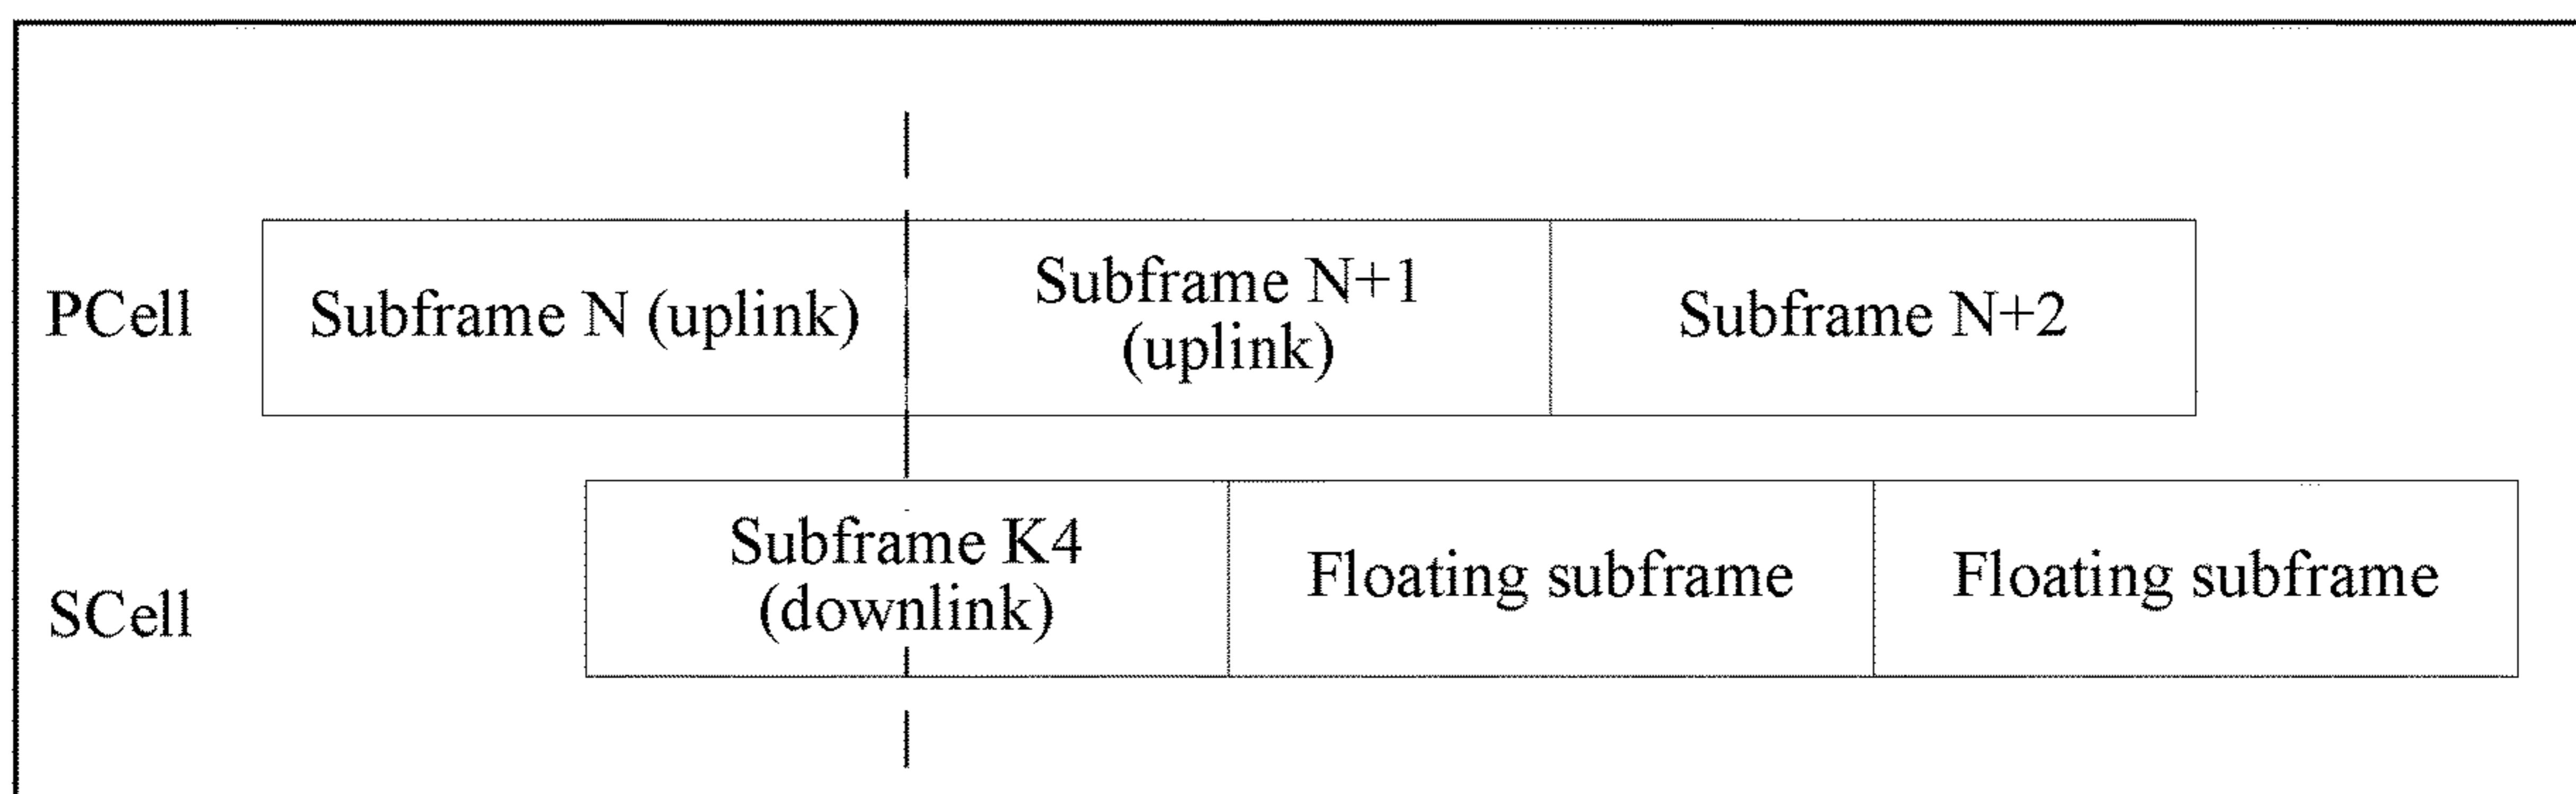 PCell
Subframe N (uplink)
Subframe N+1
(uplink)
Subframe N+2
SCell
Subframe K4
(downlink)
Floating subframe
Floating subframe